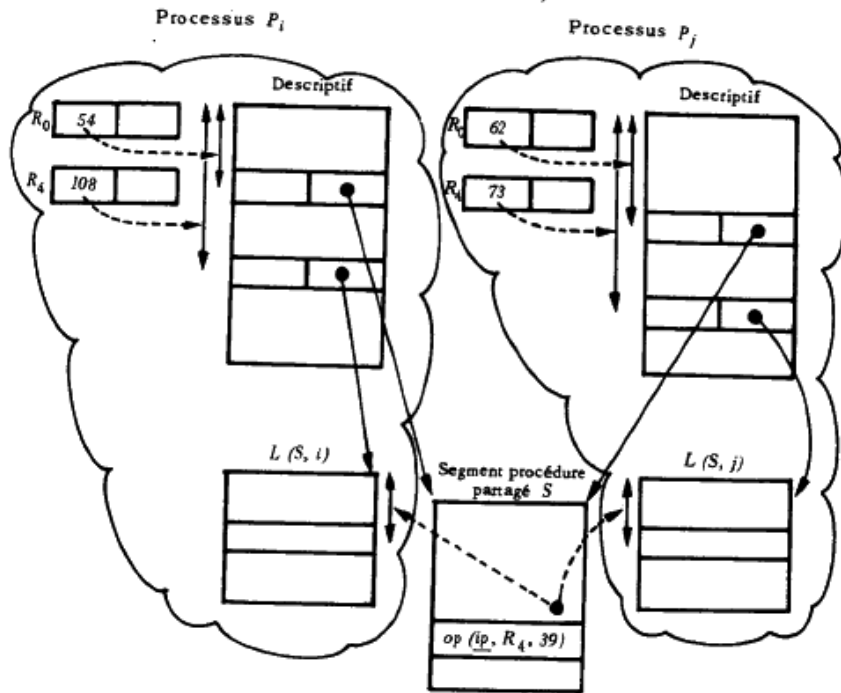 Processus P_i
Processus P_j
Descriptif
Descriptif
R_0 54
R_4 108
R_0 62
R_4 73
L (S, i)
Segment procédure
partagé S
L (S, j)
op (ip, R_4, 39)